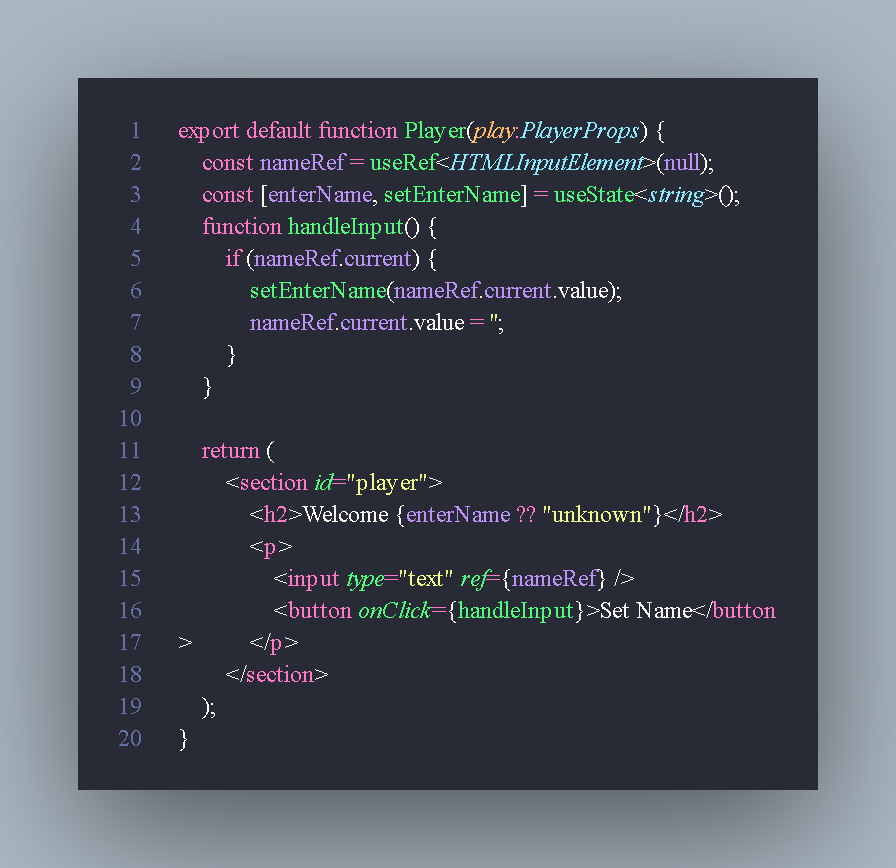 1 export default function Player(play:PlayerProps) {
2 const nameRef = useRef<HTMLInputElement>(null);
3 const [enterName, setEnterName] = useState<string>();
4 function handleInput() {
5 if (nameRef.current) {
6 setEnterName(nameRef.current.value);
7 nameRef.current.value = '';
8 }
9 }
10
11 return (
12 <section id="player">
13 <h2>Welcome {enterName ?? "unknown"}</h2>
14 <p>
15 <input type="text" ref={nameRef} />
16 <button onClick={handleInput}>Set Name</button
17 > </p>
18 </section>
19 );
20 }